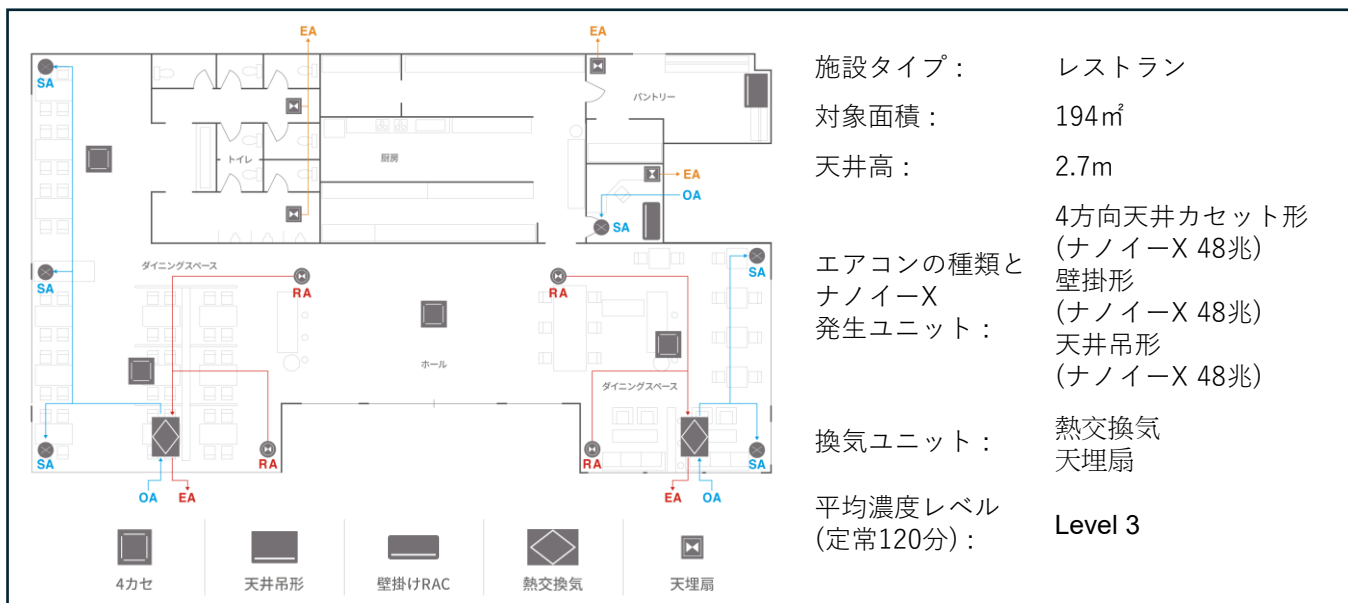 EA
EA
SA
パントリー
トイレ
厨房
EA
OA
SA
ダイニングスペース
SA
SA
RA
RA
ホール
ダイニングスペース
SA
RA
RA
SA
OA
EA
EA
OA
4カセ
天井吊形
壁掛けRAC
熱交換気
天埋扇
施設タイプ： レストラン
対象面積： 194㎡
天井高： 2.7m
エアコンの種類と
ナノイーX
発生ユニット：
4方向天井カセット形
(ナノイーX 48兆)
壁掛形
(ナノイーX 48兆)
天井吊形
(ナノイーX 48兆)
換気ユニット：
熱交換気
天埋扇
平均濃度レベル
(定常120分)：
Level 3